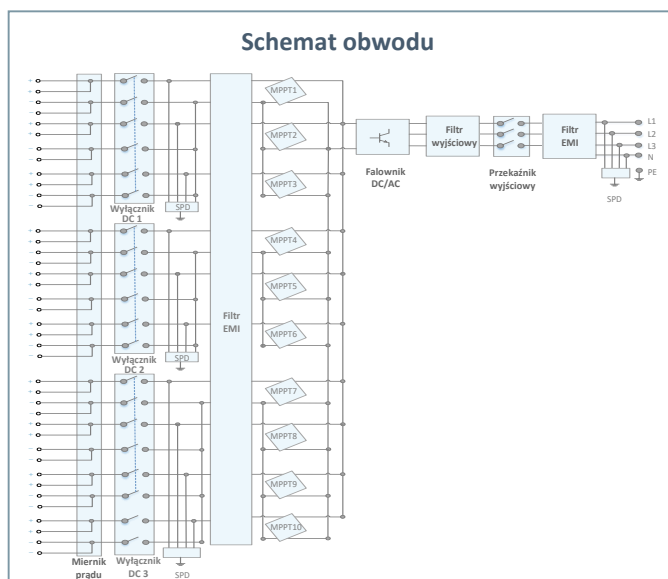 Schemat obwodu
MPPT1
MPPT2
MPPT3
SPD
Wyłącznik
DC 1
MPPT4
MPPT5
MPPT6
SPD
Wyłącznik
DC 2
Filtr
EMI
MPPT7
MPPT8
MPPT9
MPPT10
Miernik
prądu
Wyłącznik
DC 3
SPD
Falownik
DC/AC
Filtr
wyjściowy
Przekaźnik
wyjściowy
Filtr
EMI
L1
L2
L3
N
PE
SPD